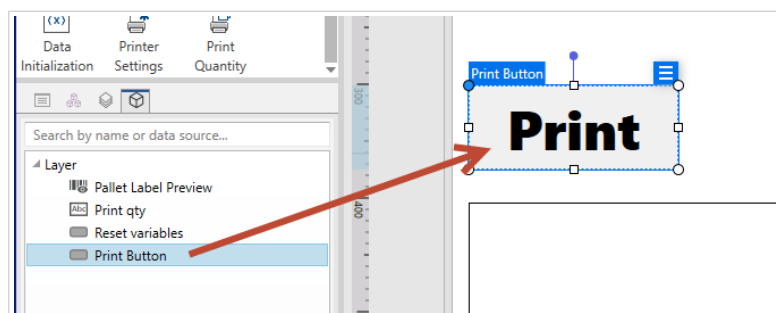 (x)
Data
Initialization
Printer
Settings
Print
Quantity
Search by name or data source...
Layer
Pallet Label Preview
Abc Print qty
Reset variables
Print Button
300
400
Print Button
Print